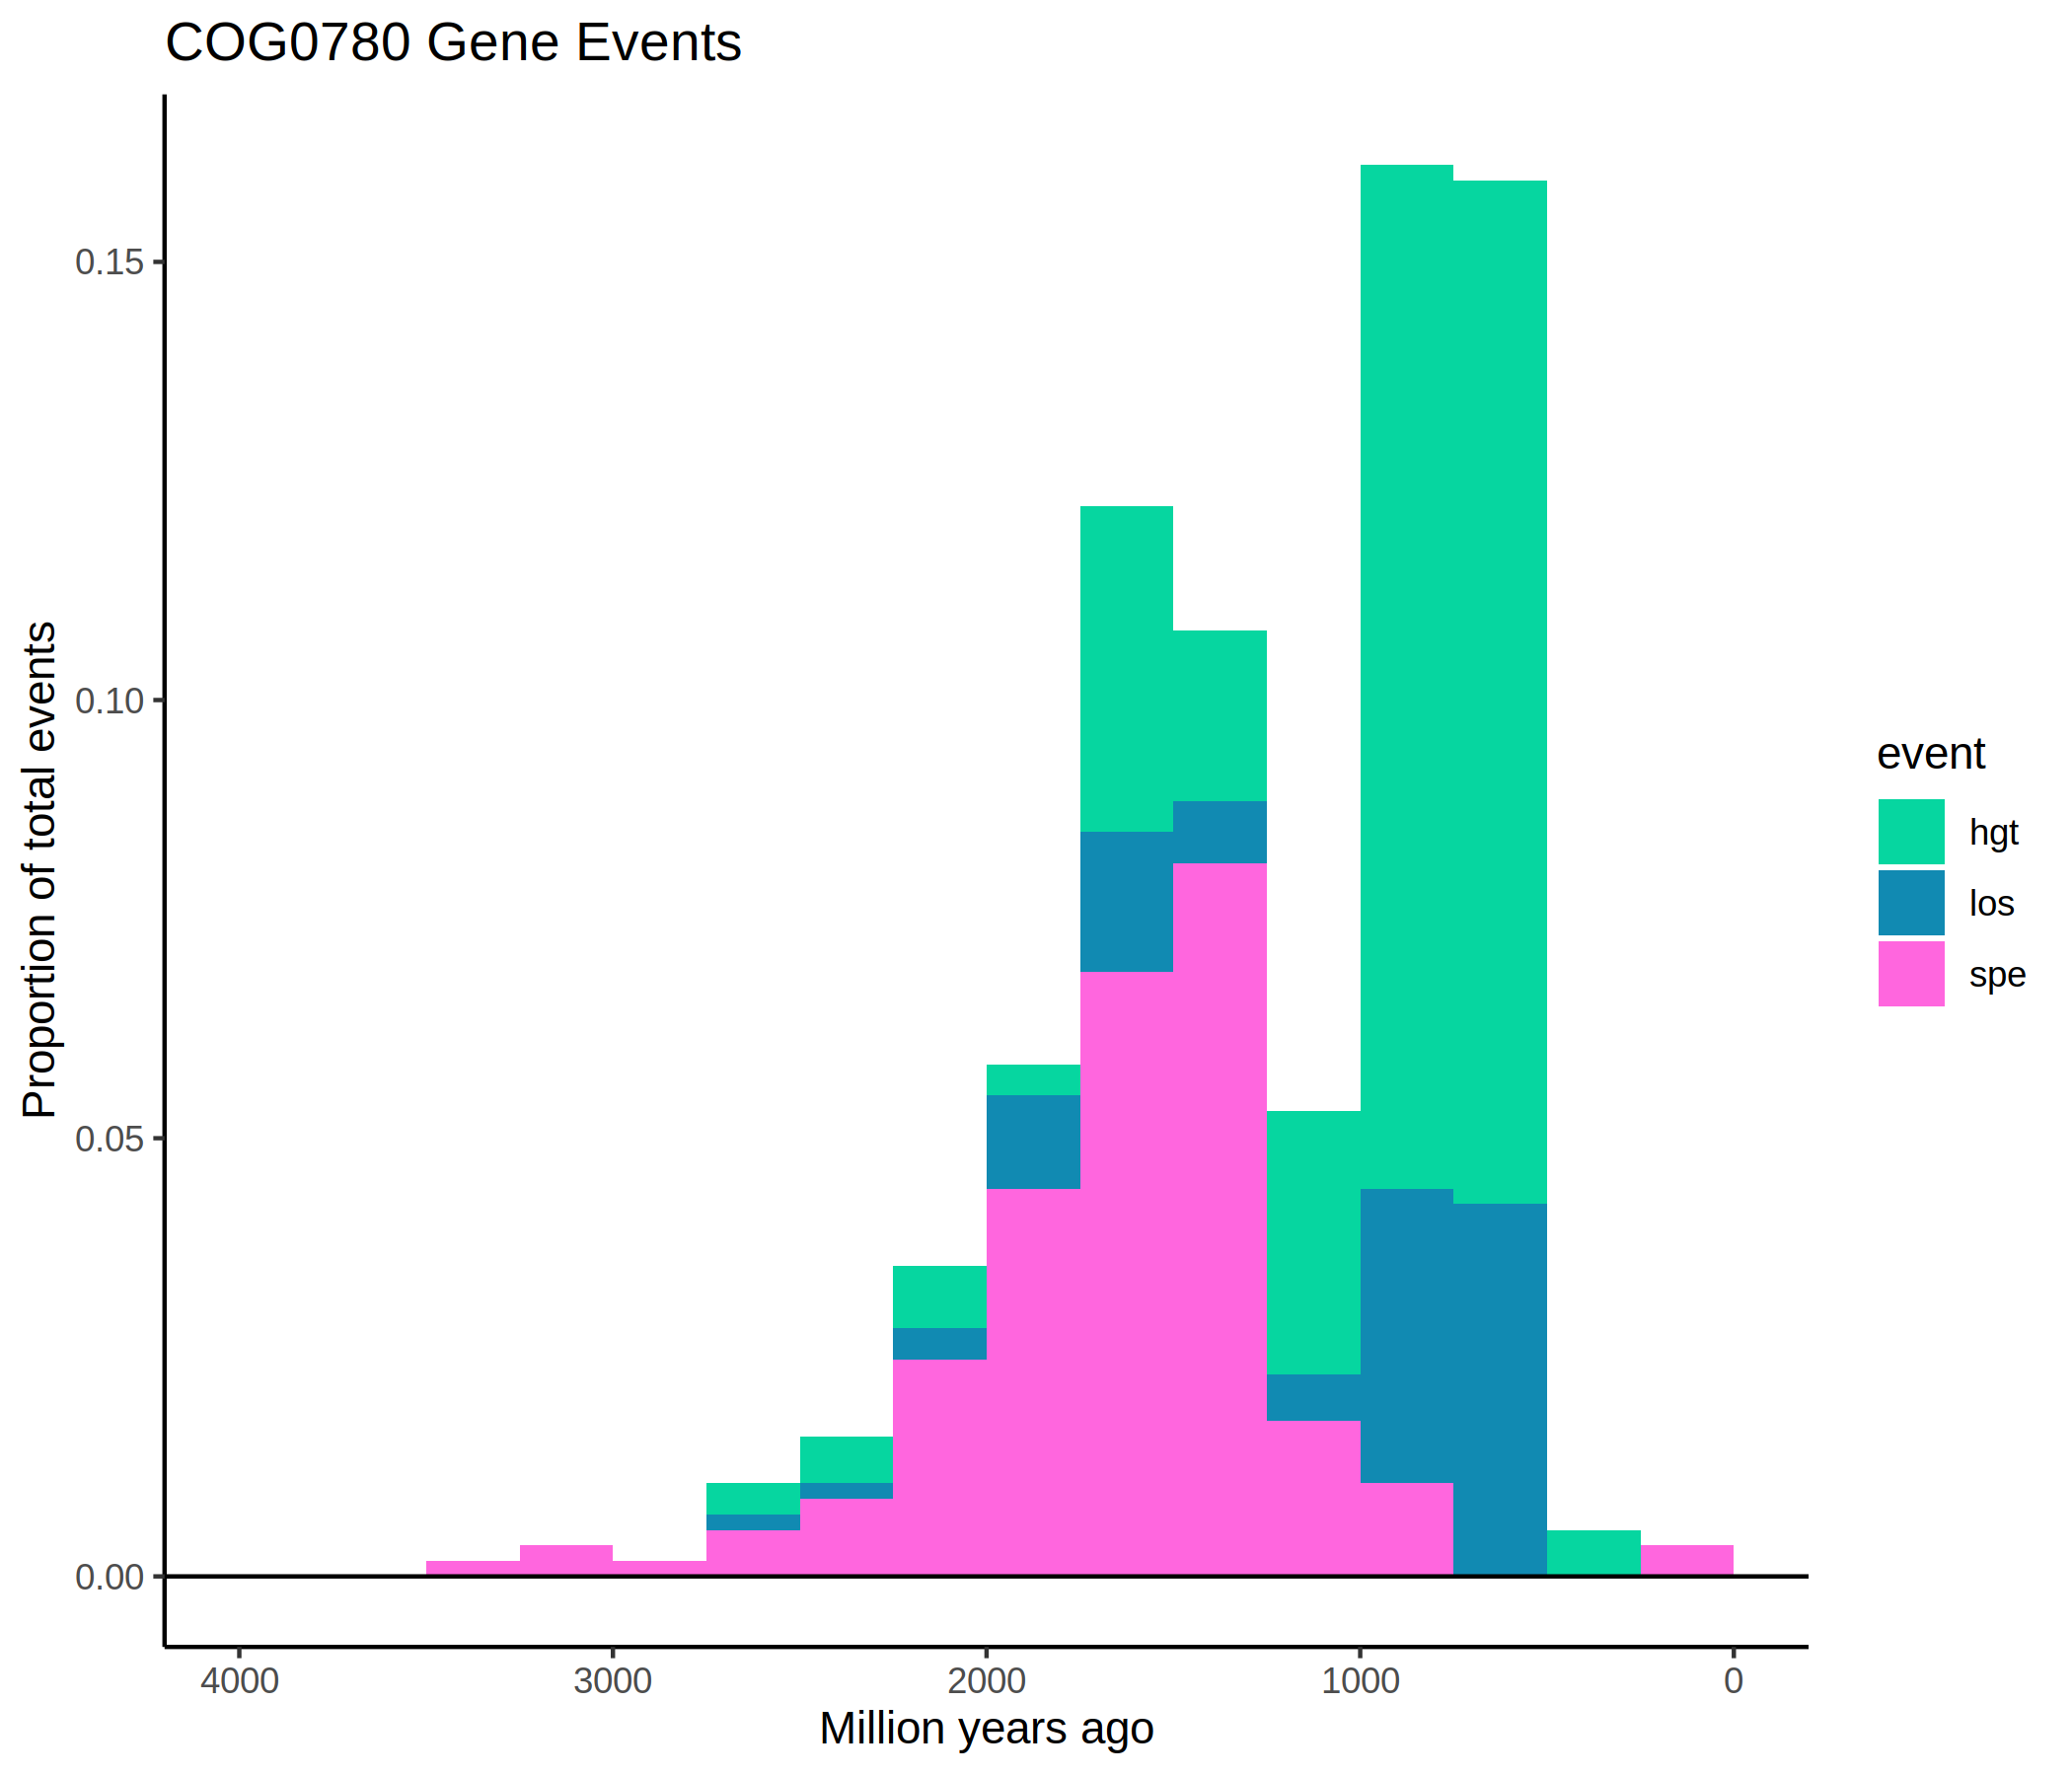 COG0780 Gene Events
Proportion of total events
0.15
0.10
0.05
0.00
4000 3000 2000 1000 0
Million years ago
event
hgt
los
spe